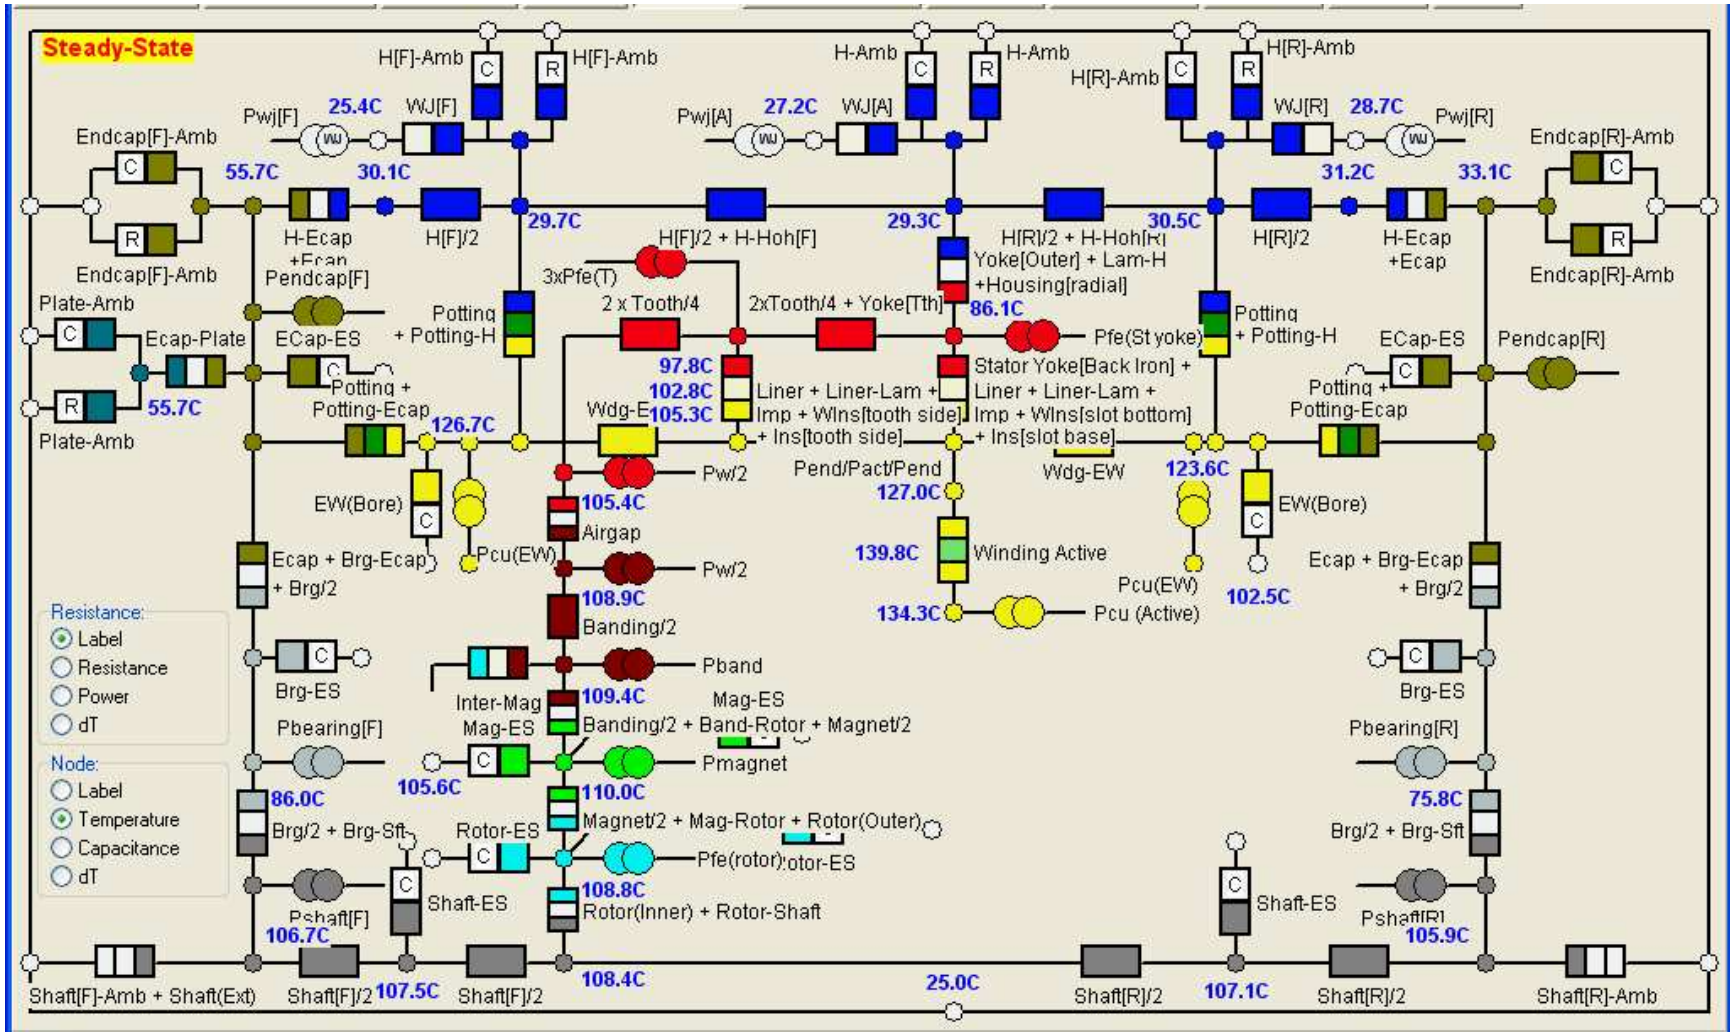 Steady-State
H[F]-Amb
C
R
H[F]-Amb
H-Amb
C
R
H-Amb
H[R]-Amb
C
R
H[R]-Amb
Pwj[F]
25.4C
WJ[F]
WJ
Pwj[A]
27.2C
WJ[A]
WJ
WJ[R]
28.7C
Pwj[R]
WJ
Endcap[F]-Amb
C
R
Endcap[F]-Amb
55.7C
30.1C
31.2C
33.1C
Endcap[R]-Amb
C
R
Endcap[R]-Amb
H-Ecap
+Ecap
H[F]/2
29.7C
H[F]/2 + H-Hoh[F]
29.3C
H[R]/2 + H-Hoh[R]
30.5C
H[R]/2
H-Ecap
+Ecap
Yoke[Outer] + Lam-H
+Housing[radial]
86.1C
Pendcap[F]
3xPfe(T)
2 x Tooth/4
2xTooth/4 + Yoke[Tth]
Pfe(St yoke)
Plate-Amb
C
R
Plate-Amb
Ecap-Plate
55.7C
ECap-ES
C
Potting
+ Potting-H
Potting
+ Potting-H
ECap-ES
C
Pendcap[R]
97.8C
102.8C
105.3C
Liner + Liner-Lam +
Imp + WIns[tooth side]
+ Ins[tooth side]
Stator Yoke[Back Iron] +
Liner + Liner-Lam +
Imp + WIns[slot bottom]
+ Ins[slot base]
Potting +
Potting-Ecap
126.7C
Wdg-E
Potting +
Potting-Ecap
Wdg-EW
123.6C
Pend/Pact/Pend
127.0C
EW(Bore)
C
Pcu(EW)
Pw/2
105.4C
Airgap
Pw/2
108.9C
Banding/2
139.8C
Winding Active
134.3C
Pcu (Active)
Pcu(EW)
EW(Bore)
C
102.5C
Ecap + Brg-Ecap
+ Brg/2
Ecap + Brg-Ecap
+ Brg/2
Resistance:
Label
Resistance
Power
dT
Node:
Label
Temperature
Capacitance
dT
C
Brg-ES
C
Brg-ES
Inter-Mag
Pband
109.4C
Mag-ES
Banding/2 + Band-Rotor + Magnet/2
Mag-ES
C
105.6C
Pmagnet
Pbearing[F]
86.0C
Brg/2 + Brg-Sft
Pbearing[R]
75.8C
Brg/2 + Brg-Sft
110.0C
Magnet/2 + Mag-Rotor + Rotor(Outer)
Rotor-ES
C
Pfe(rotor)
otor-ES
108.8C
Rotor(Inner) + Rotor-Shaft
C
Shaft-ES
C
Shaft-ES
Pshaft[F]
106.7C
Pshaft[R]
105.9C
Shaft[F]-Amb + Shaft(Ext)
Shaft[F]/2
107.5C
Shaft[F]/2
108.4C
25.0C
Shaft[R]/2
107.1C
Shaft[R]/2
Shaft[R]-Amb